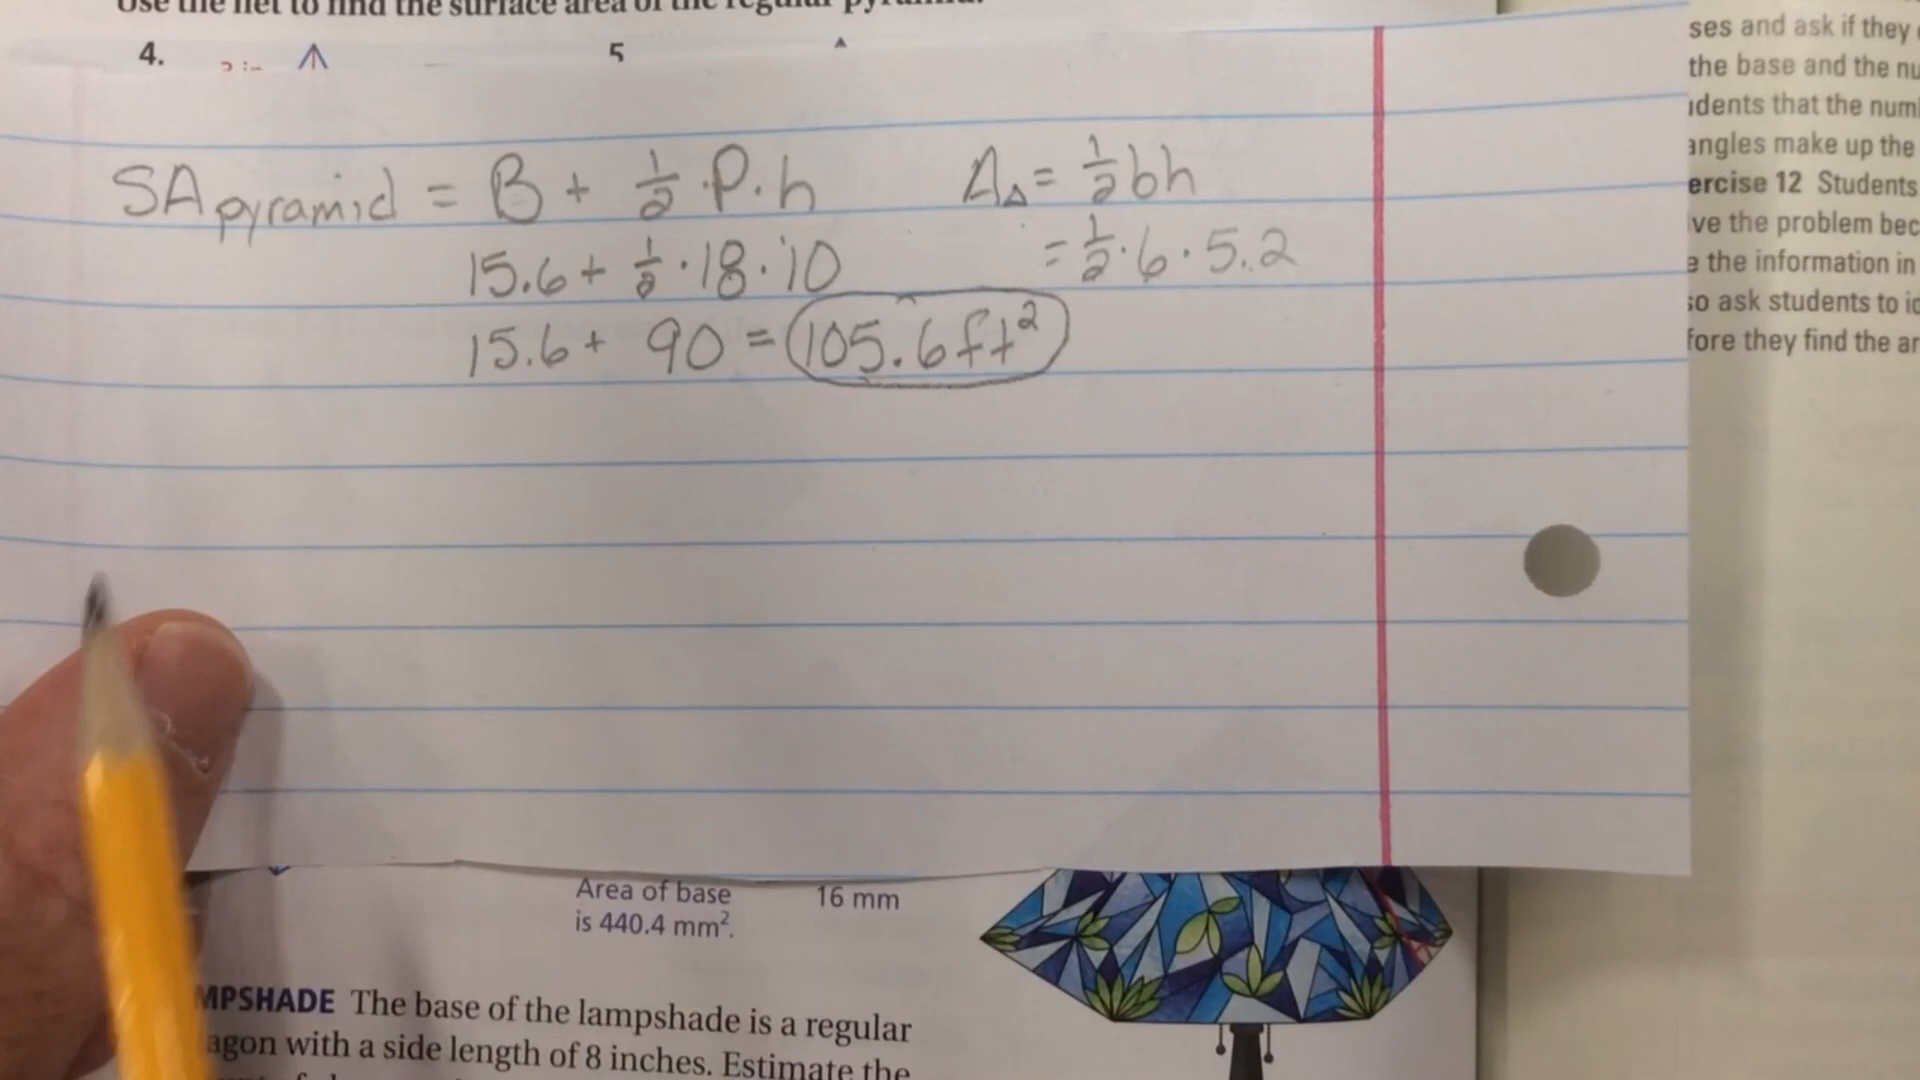 4.
5
SA pyramid = B + 1/2 · P · h
A△ = 1/2 bh
15.6 + 1/2 · 18 · 10
= 1/2 · 6 · 5.2
15.6 + 90 = 105.6 ft²
Area of base
is 440.4 mm².
16 mm
MPSHADE The base of the lampshade is a regular
agon with a side length of 8 inches. Estimate the
ses and ask if they
the base and the nu
idents that the num
angles make up the
ercise 12 Students
ve the problem bec
e the information in
so ask students to id
fore they find the ar